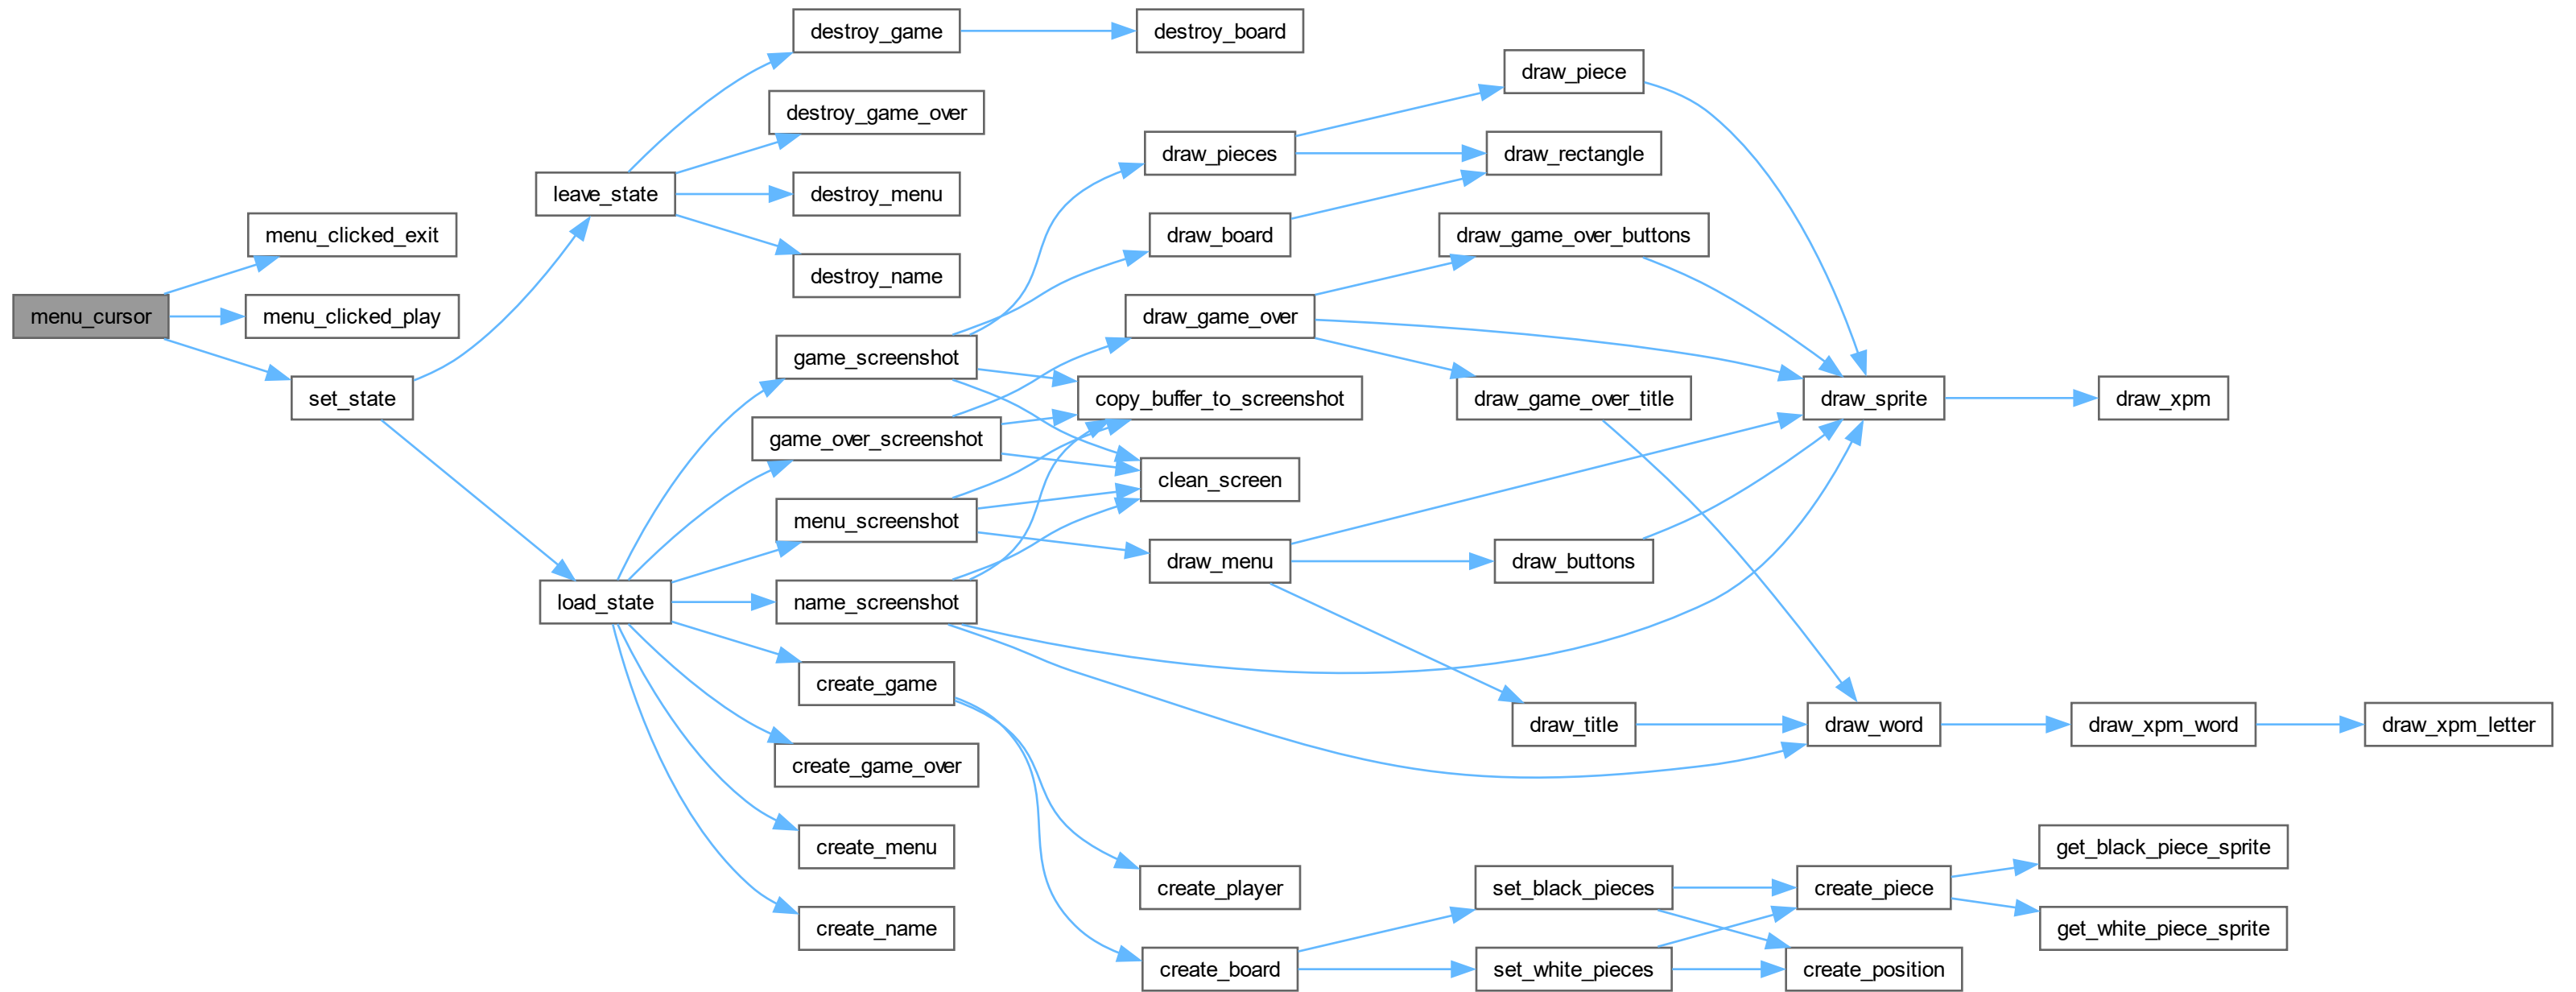 menu_cursor
menu_clicked_exit
menu_clicked_play
set_state
leave_state
load_state
destroy_game
destroy_game_over
destroy_menu
destroy_name
game_screenshot
game_over_screenshot
menu_screenshot
name_screenshot
create_game
create_game_over
create_menu
create_name
destroy_board
draw_pieces
draw_board
draw_game_over
copy_buffer_to_screenshot
clean_screen
draw_menu
create_player
create_board
draw_piece
draw_rectangle
draw_game_over_buttons
draw_game_over_title
draw_buttons
draw_title
set_black_pieces
set_white_pieces
draw_sprite
draw_word
create_piece
create_position
draw_xpm
draw_xpm_word
get_black_piece_sprite
get_white_piece_sprite
draw_xpm_letter